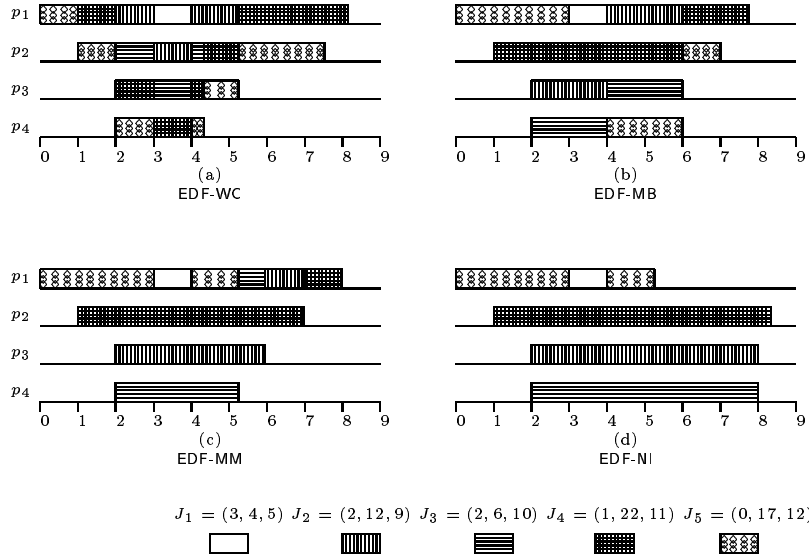 p1
p2
p3
p4
0 1 2 3 4 5 6 7 8 9
(a)
EDF-WC
0 1 2 3 4 5 6 7 8 9
(b)
EDF-MB
p1
p2
p3
p4
0 1 2 3 4 5 6 7 8 9
(c)
EDF-MM
0 1 2 3 4 5 6 7 8 9
(d)
EDF-NI
J1 = (3, 4, 5) J2 = (2, 12, 9) J3 = (2, 6, 10) J4 = (1, 22, 11) J5 = (0, 17, 12)